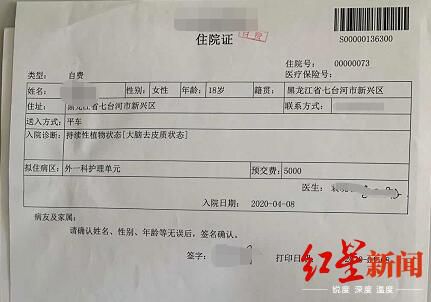 自费
住院证
S00000136300
住院号： 00000073
类型： 自费 医疗保险号：
姓名： 性别： 女性 年龄： 18岁 籍贯： 黑龙江省七台河市新兴区
住址： 黑龙江省七台河市新兴区 联系方式：
送入方式： 平车
入院诊断： 持续性植物状态[大脑去皮质状态]
拟住病区： 外一科护理单元 预交费： 5000
医生：
入院日期： 2020-04-08
病友及家属：
请确认姓名、性别、年龄等无误后，签名确认。
签字： 打印日
红星新闻
锐度 深度 温度